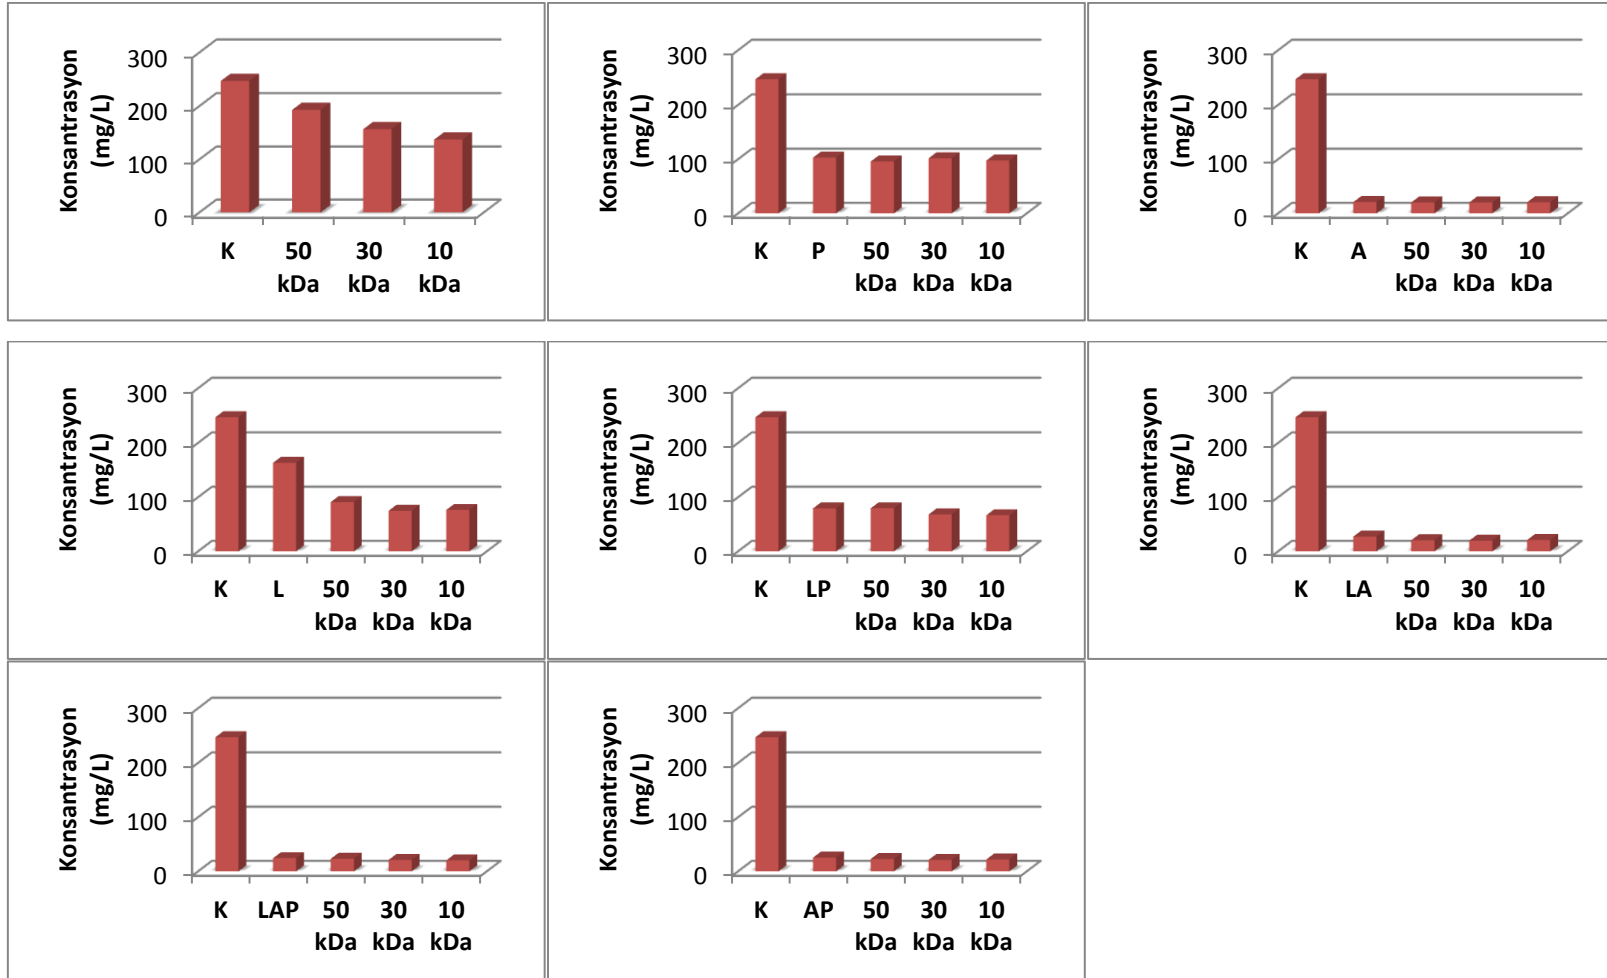 Konsantrasyon
(mg/L)
300
200
100
0
K 50 30 10
kDa kDa kDa
Konsantrasyon
(mg/L)
300
200
100
0
K P 50 30 10
kDa kDa kDa
Konsantrasyon
(mg/L)
300
200
100
0
K A 50 30 10
kDa kDa kDa
Konsantrasyon
(mg/L)
300
200
100
0
K L 50 30 10
kDa kDa kDa
Konsantrasyon
(mg/L)
300
200
100
0
K LP 50 30 10
kDa kDa kDa
Konsantrasyon
(mg/L)
300
200
100
0
K LA 50 30 10
kDa kDa kDa
Konsantrasyon
(mg/L)
300
200
100
0
K LAP 50 30 10
kDa kDa kDa
Konsantrasyon
(mg/L)
300
200
100
0
K AP 50 30 10
kDa kDa kDa